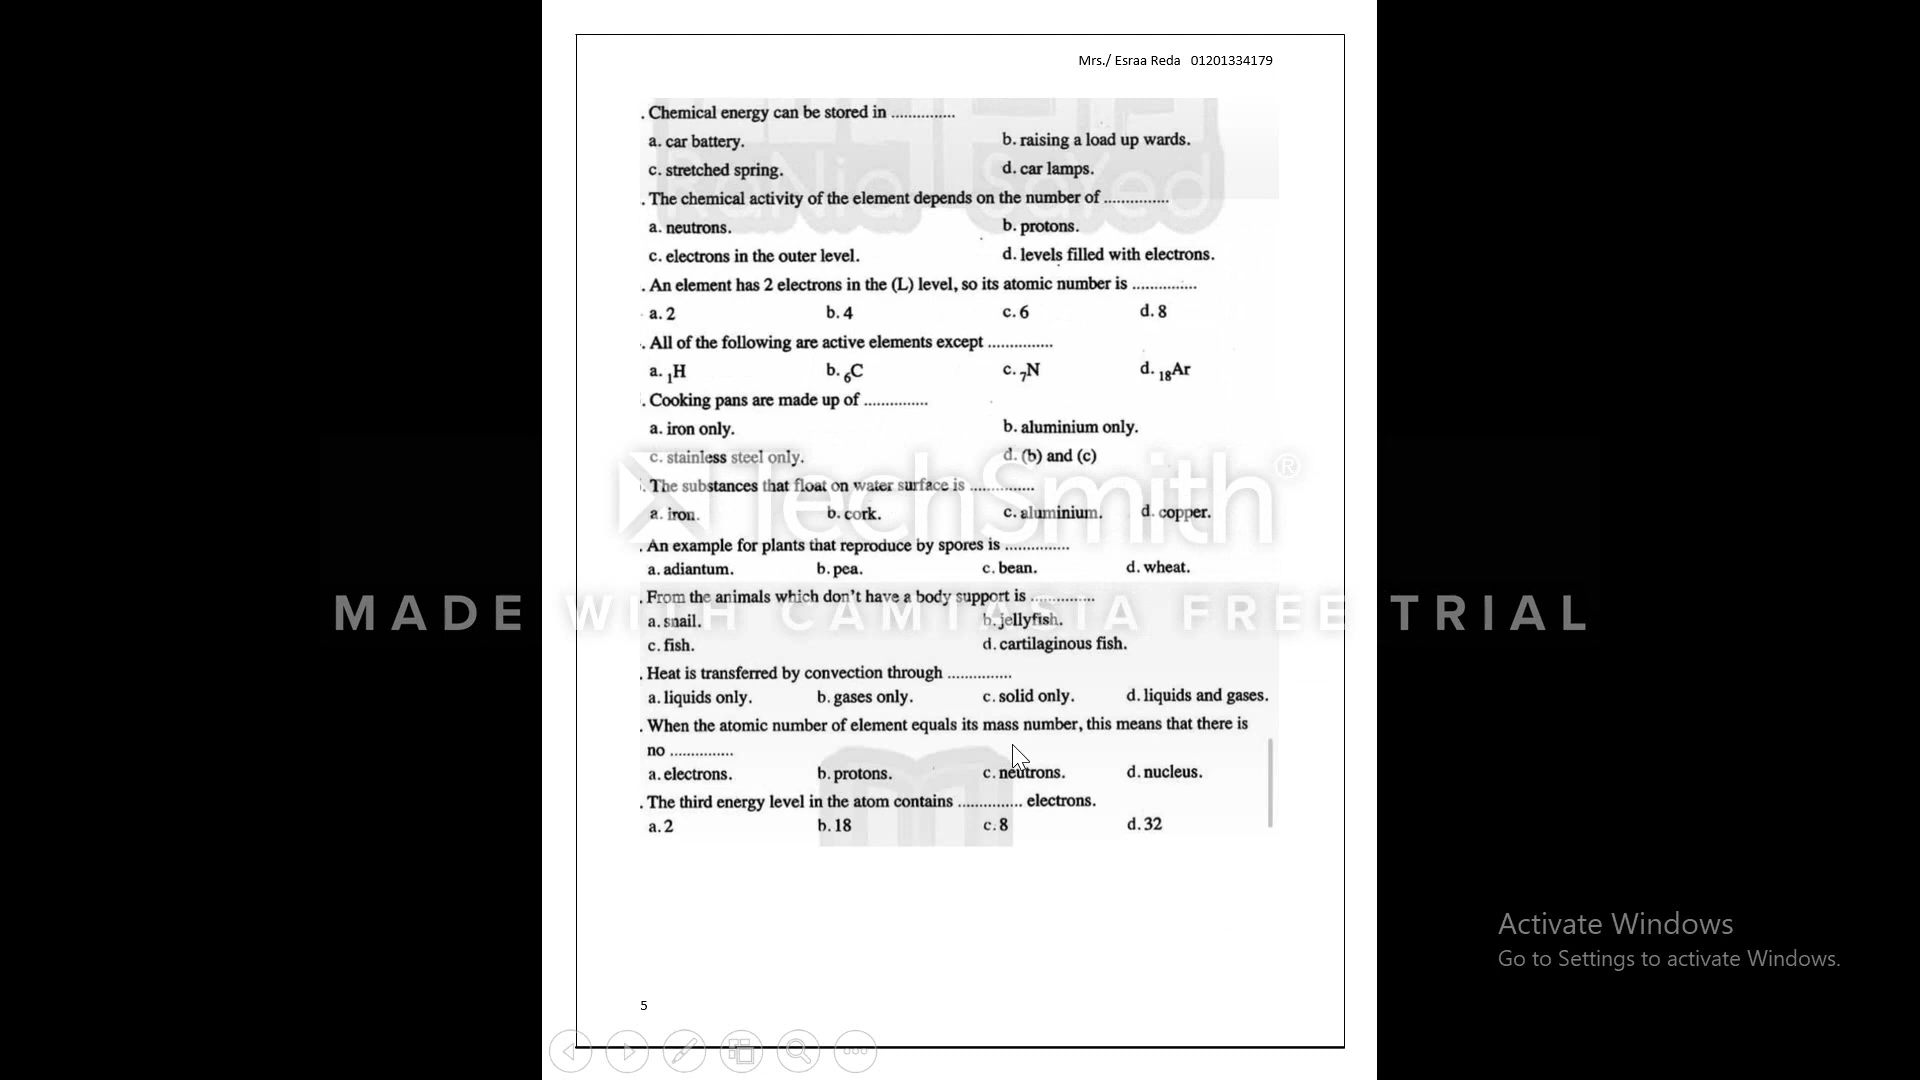 Mrs./ Esraa Reda 01201334179
. Chemical energy can be stored in ...............
a. car battery. b. raising a load up wards.
c. stretched spring. d. car lamps.
. The chemical activity of the element depends on the number of ...............
a. neutrons. b. protons.
c. electrons in the outer level. d. levels filled with electrons.
. An element has 2 electrons in the (L) level, so its atomic number is ...............
a. 2 b. 4 c. 6 d. 8
. All of the following are active elements except ...............
a. ₁H b. ₆C c. ₇N d. ₁₈Ar
. Cooking pans are made up of ...............
a. iron only. b. aluminium only.
c. stainless steel only. d. (b) and (c)
. The substances that float on water surface is ...............
a. iron. b. cork. c. aluminium. d. copper.
TechSmith®
. An example for plants that reproduce by spores is ...............
a. adiantum. b. pea. c. bean. d. wheat.
. From the animals which don't have a body support is ...............
MADE WITH CAMTASIA FREE TRIAL
a. snail. b. jellyfish.
c. fish. d. cartilaginous fish.
. Heat is transferred by convection through ...............
a. liquids only. b. gases only. c. solid only. d. liquids and gases.
. When the atomic number of element equals its mass number, this means that there is
no ...............
a. electrons. b. protons. c. neutrons. d. nucleus.
. The third energy level in the atom contains ............... electrons.
a. 2 b. 18 c. 8 d. 32
Activate Windows
Go to Settings to activate Windows.
5